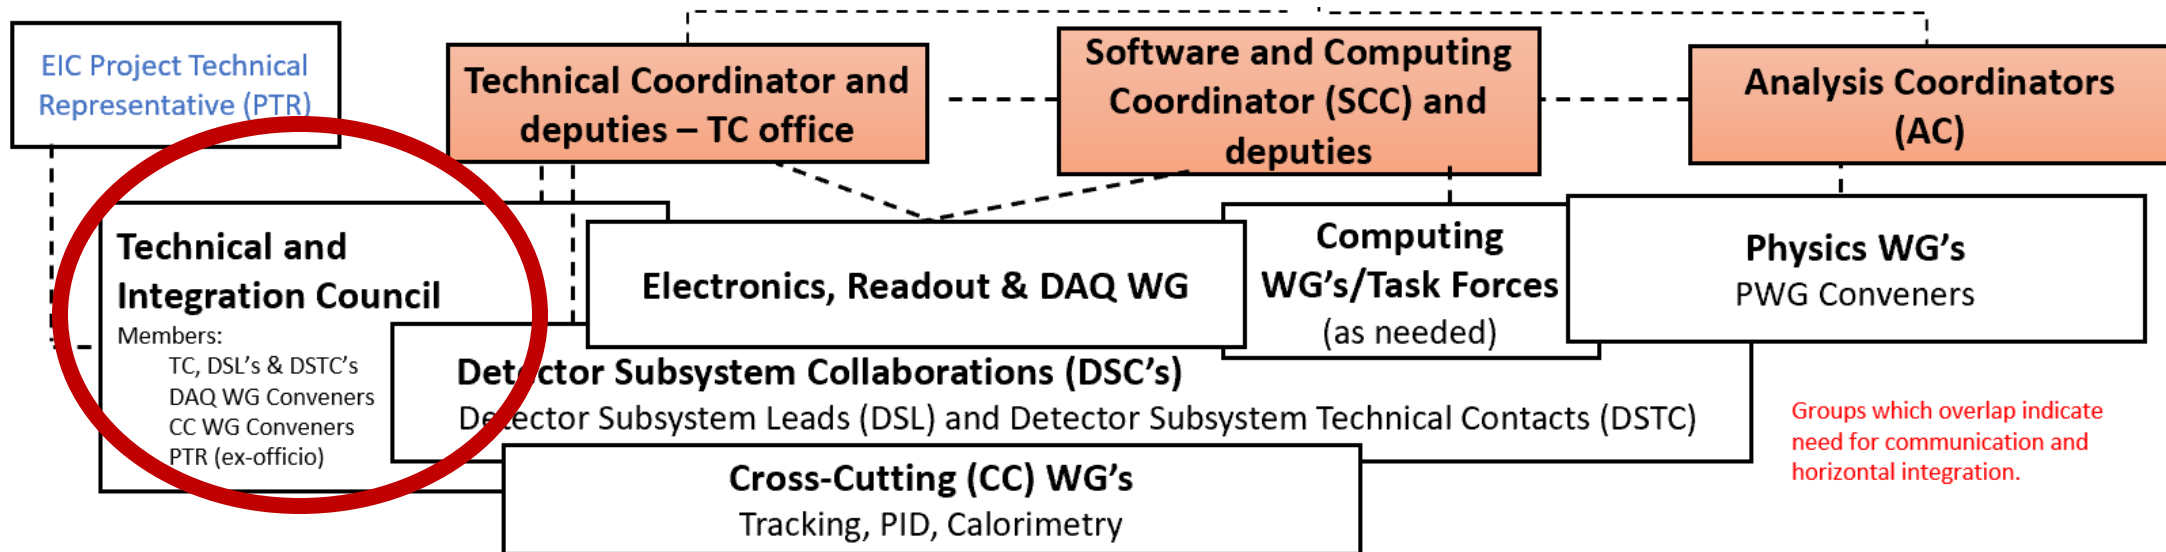 EIC Project Technical
Representative (PTR)
Technical Coordinator and
deputies – TC office
Software and Computing
Coordinator (SCC) and
deputies
Analysis Coordinators
(AC)
Technical and
Integration Council
Members:
TC, DSL's & DSTC's
DAQ WG Conveners
CC WG Conveners
PTR (ex-officio)
Electronics, Readout & DAQ WG
Computing
WG's/Task Forces
(as needed)
Physics WG's
PWG Conveners
Detector Subsystem Collaborations (DSC's)
Detector Subsystem Leads (DSL) and Detector Subsystem Technical Contacts (DSTC)
Cross-Cutting (CC) WG's
Tracking, PID, Calorimetry
Groups which overlap indicate
need for communication and
horizontal integration.